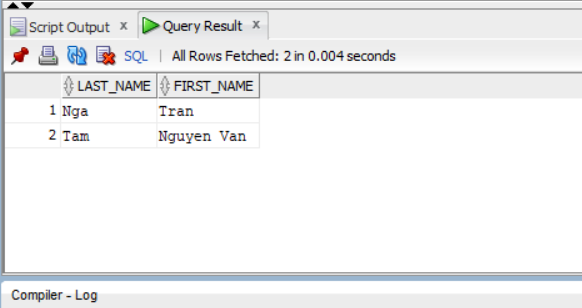 Script Output x Query Result x
SQL | All Rows Fetched: 2 in 0.004 seconds
LAST_NAME FIRST_NAME
1 Nga Tran
2 Tam Nguyen Van
Compiler - Log